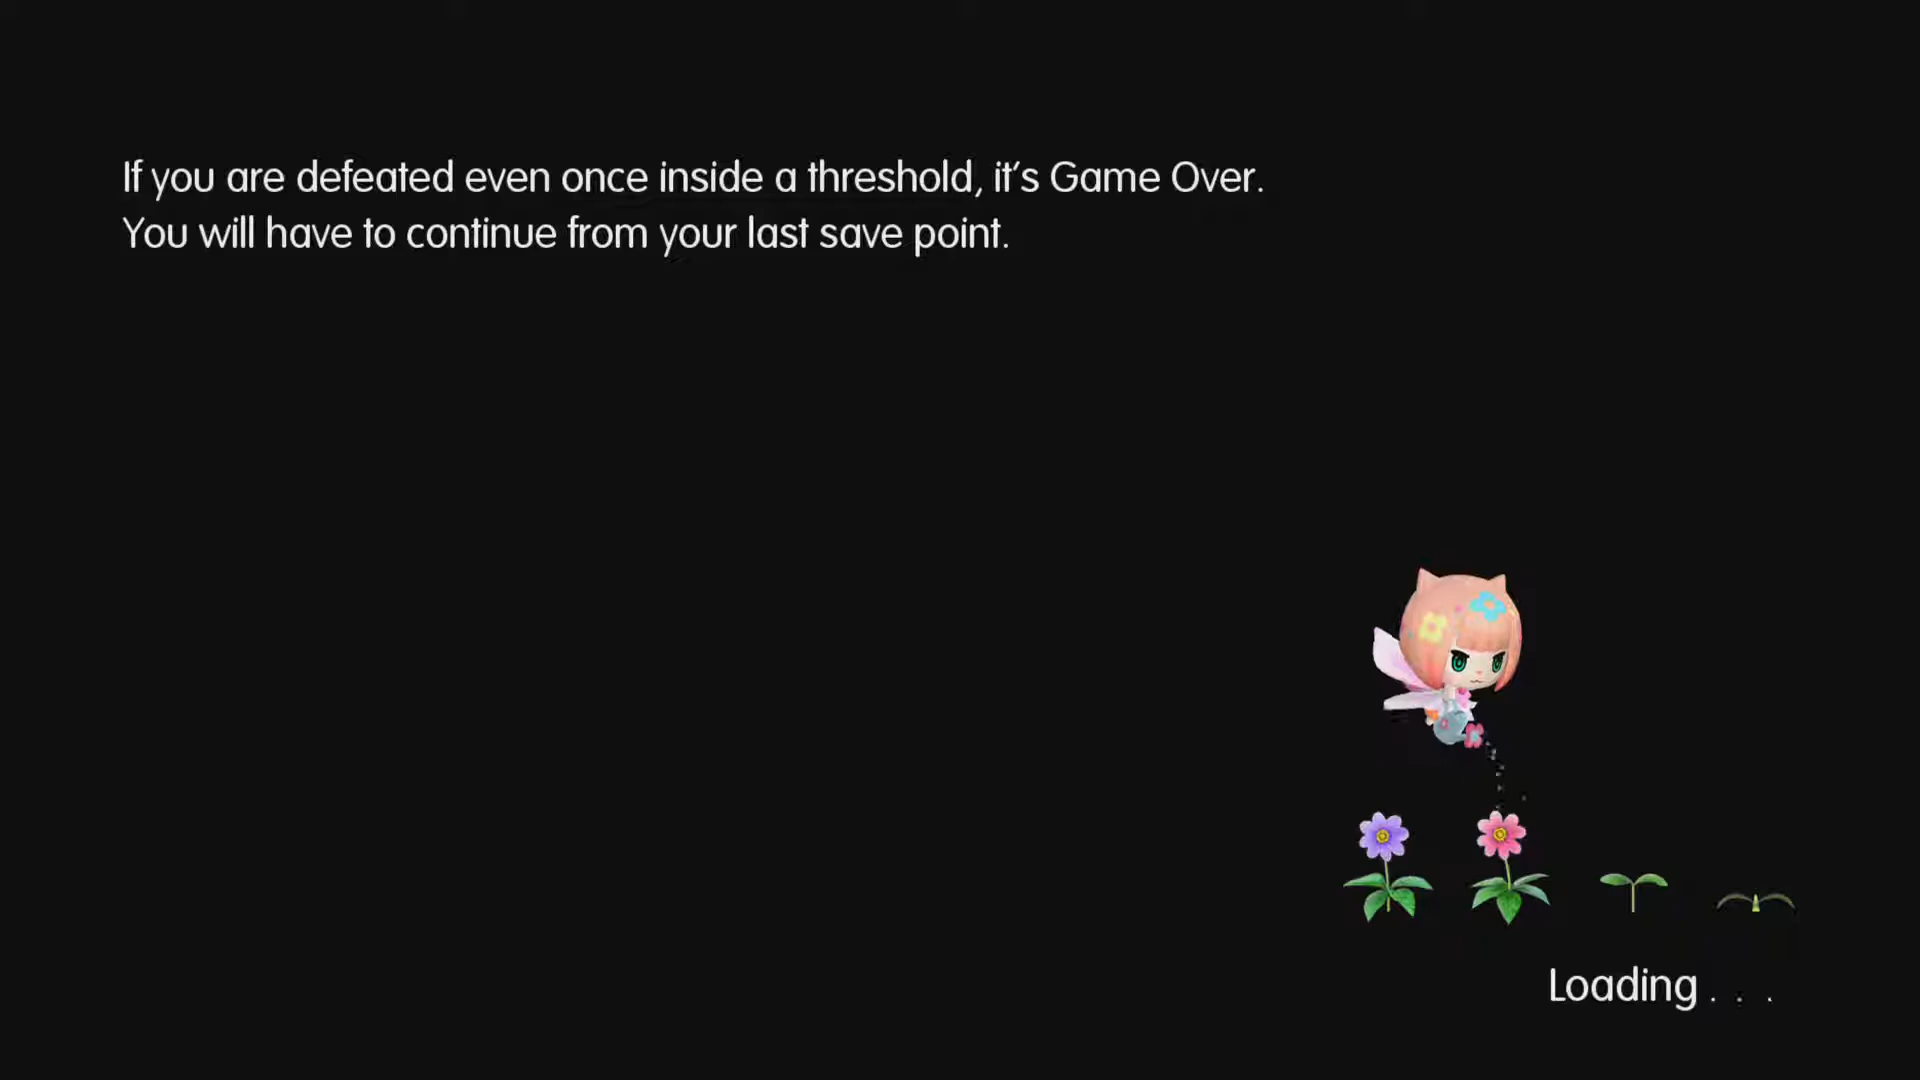 If you are defeated even once inside a threshold, it's Game Over.
You will have to continue from your last save point.
Loading . . .